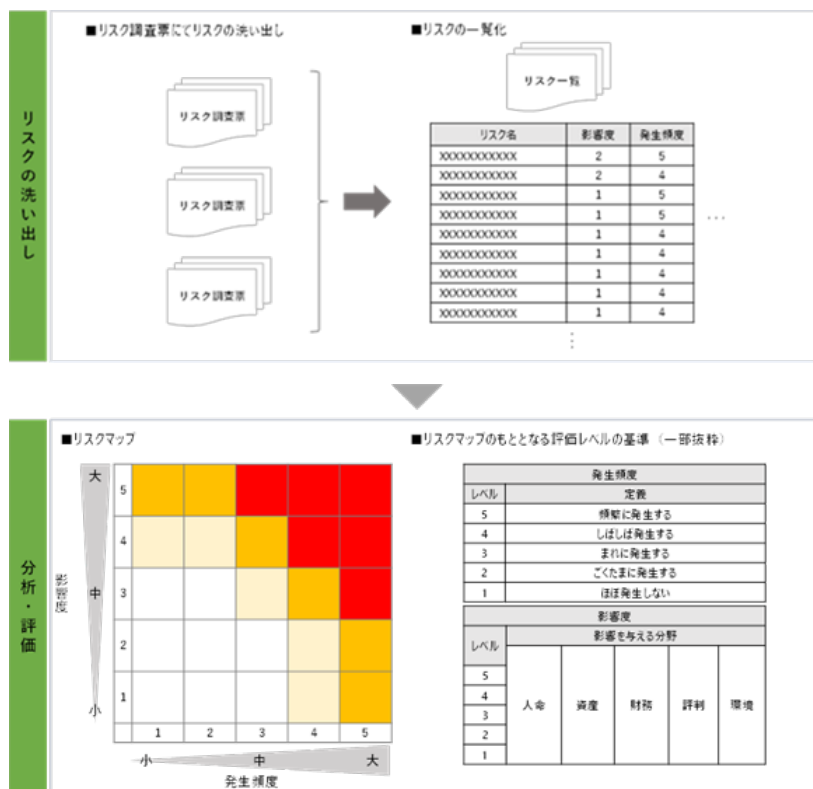 リスクの洗い出し
■リスク調査票にてリスクの洗い出し
リスク調査票
リスク調査票
リスク調査票
■リスクの一覧化
リスク一覧
リスク名 影響度 発生頻度
XXXXXXXXXXX 2 5
XXXXXXXXXXX 2 4
XXXXXXXXXXX 1 5
XXXXXXXXXXX 1 5
XXXXXXXXXXX 1 4
XXXXXXXXXXX 1 4
XXXXXXXXXXX 1 4
XXXXXXXXXXX 1 4
XXXXXXXXXXX 1 4
…
⋮
分析・評価
■リスクマップ
影響度
大
中
小
5
4
3
2
1
1 2 3 4 5
小 中 大
発生頻度
■リスクマップのもととなる評価レベルの基準（一部抜粋）
発生頻度
レベル 定義
5 頻繁に発生する
4 しばしば発生する
3 まれに発生する
2 ごくたまに発生する
1 ほぼ発生しない
影響度
レベル 影響を与える分野
5
4
3
2
1
人命 資産 財務 評判 環境